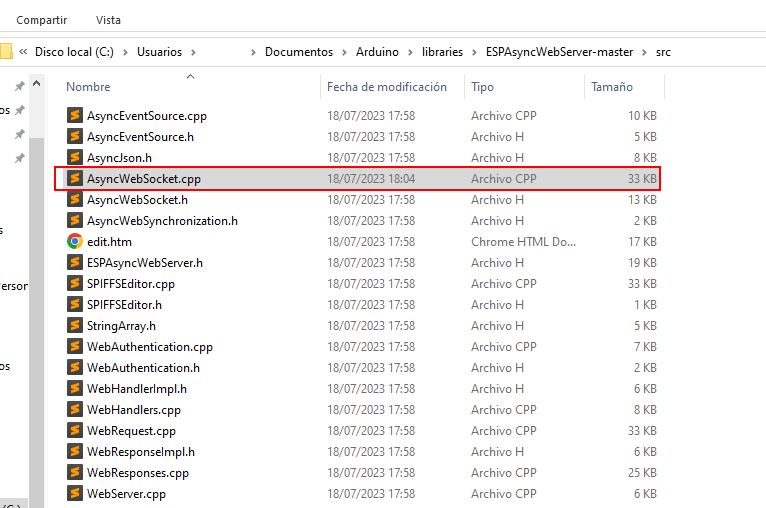 Compartir Vista
« Disco local (C:) > Usuarios > > Documentos > Arduino > libraries > ESPAsyncWebServer-master > src
Nombre Fecha de modificación Tipo Tamaño
AsyncEventSource.cpp 18/07/2023 17:58 Archivo CPP 10 KB
os
AsyncEventSource.h 18/07/2023 17:58 Archivo H 5 KB
AsyncJson.h 18/07/2023 17:58 Archivo H 8 KB
AsyncWebSocket.cpp 18/07/2023 18:04 Archivo CPP 33 KB
AsyncWebSocket.h 18/07/2023 17:58 Archivo H 13 KB
AsyncWebSynchronization.h 18/07/2023 17:58 Archivo H 2 KB
s
edit.htm 18/07/2023 17:58 Chrome HTML Do... 17 KB
ESPAsyncWebServer.h 18/07/2023 17:58 Archivo H 19 KB
SPIFFSEditor.cpp 18/07/2023 17:58 Archivo CPP 33 KB
Person
SPIFFSEditor.h 18/07/2023 17:58 Archivo H 1 KB
StringArray.h 18/07/2023 17:58 Archivo H 5 KB
WebAuthentication.cpp 18/07/2023 17:58 Archivo CPP 7 KB
WebAuthentication.h 18/07/2023 17:58 Archivo H 2 KB
os
WebHandlerImpl.h 18/07/2023 17:58 Archivo H 6 KB
WebHandlers.cpp 18/07/2023 17:58 Archivo CPP 8 KB
WebRequest.cpp 18/07/2023 17:58 Archivo CPP 33 KB
WebResponseImpl.h 18/07/2023 17:58 Archivo H 6 KB
WebResponses.cpp 18/07/2023 17:58 Archivo CPP 25 KB
WebServer.cpp 18/07/2023 17:58 Archivo CPP 6 KB